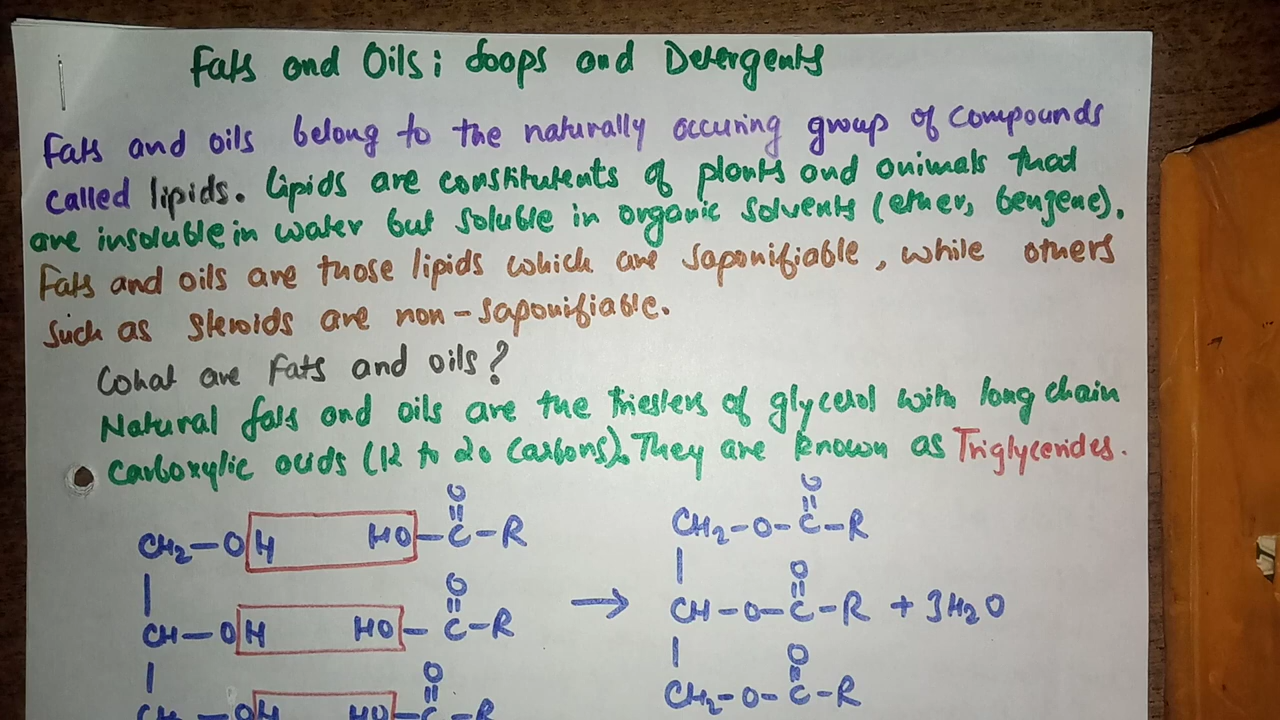 Fats and Oils: Soaps and Detergents
Fats and oils belong to the naturally occuring group of compounds
called lipids. Lipids are constitutents of plants and animals that
are insoluble in water but soluble in organic solvents (ether, benzene).
Fats and oils are those lipids which are saponifiable, while others
such as steroids are non-saponifiable.
What are Fats and oils?
Natural fats and oils are the triesters of glycerol with long chain
carboxylic acids (12 to 20 Carbons). They are known as Triglycerides.
O O
CH₂-OH HO-C-R CH₂-O-C-R
O O
CH-OH HO-C-R → CH-O-C-R + 3H₂O
O O
CH₂-OH HO-C-R CH₂-O-C-R